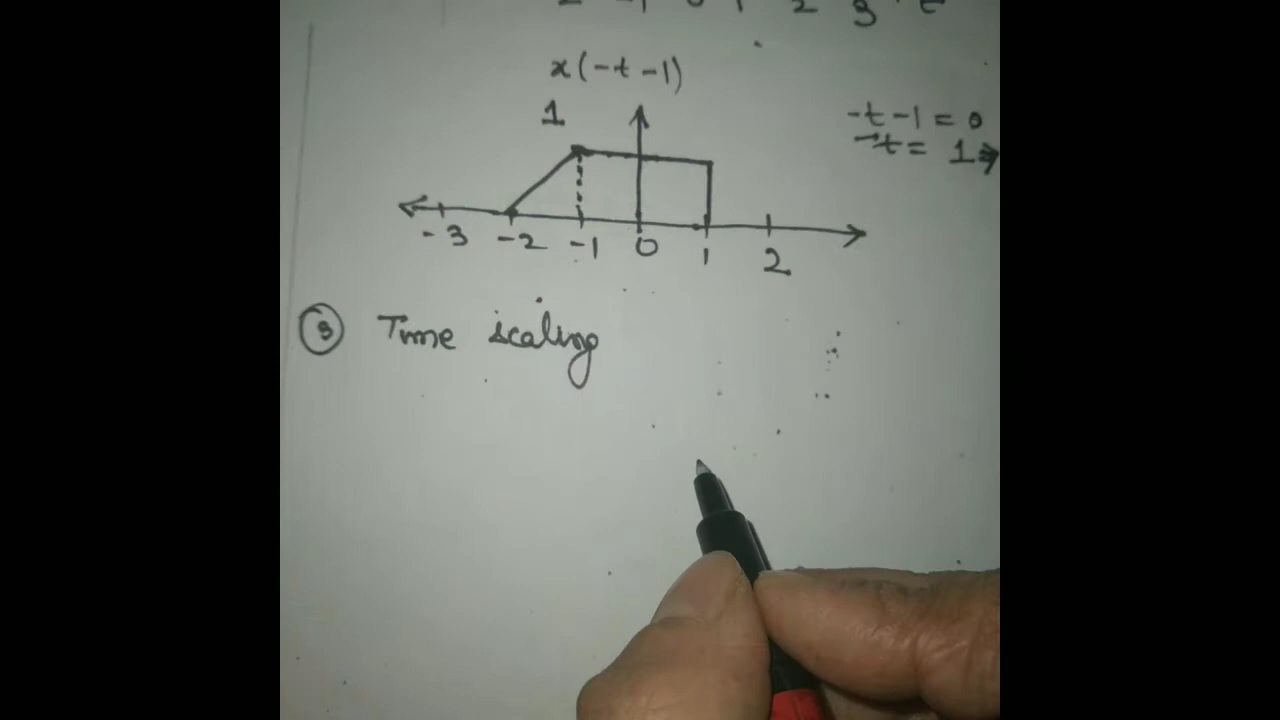 x(-t-1)
-t-1=0
1
-t= 1⇒
-3 -2 -1 0 1 2
③ Time scaling